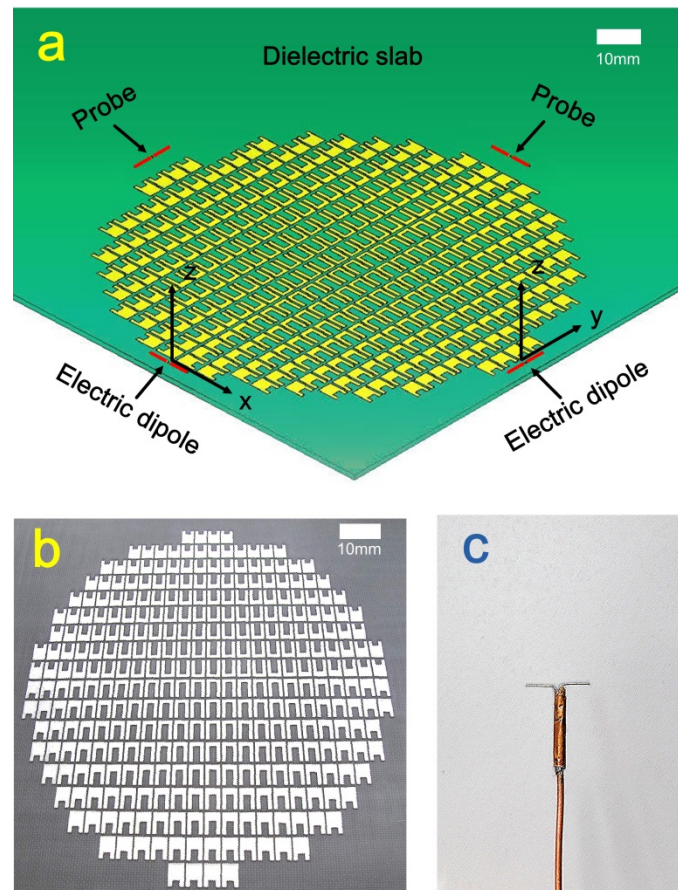 a
Dielectric slab
10mm
Probe
Probe
z
z
y
x
Electric dipole
Electric dipole
b
10mm
c